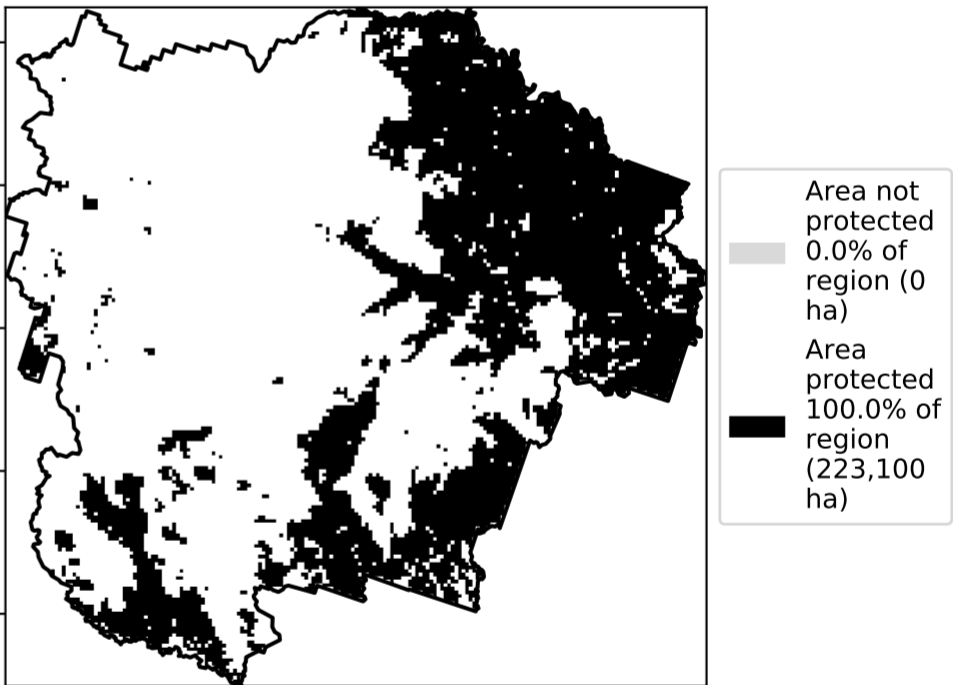 Area not
protected
0.0% of
region (0
ha)
Area
protected
100.0% of
region
(223,100
ha)